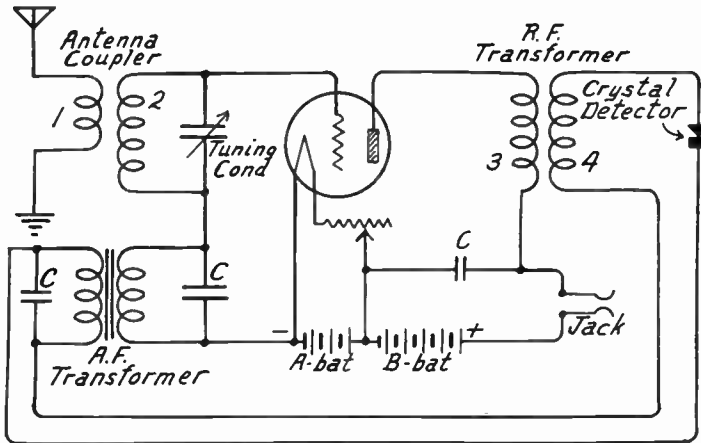 Antenna
Coupler
R.F.
Transformer
Crystal
Detector
1
2
Tuning
Cond
3
4
C
C
C
A.F.
Transformer
-
A-bat
B-bat
+
Jack